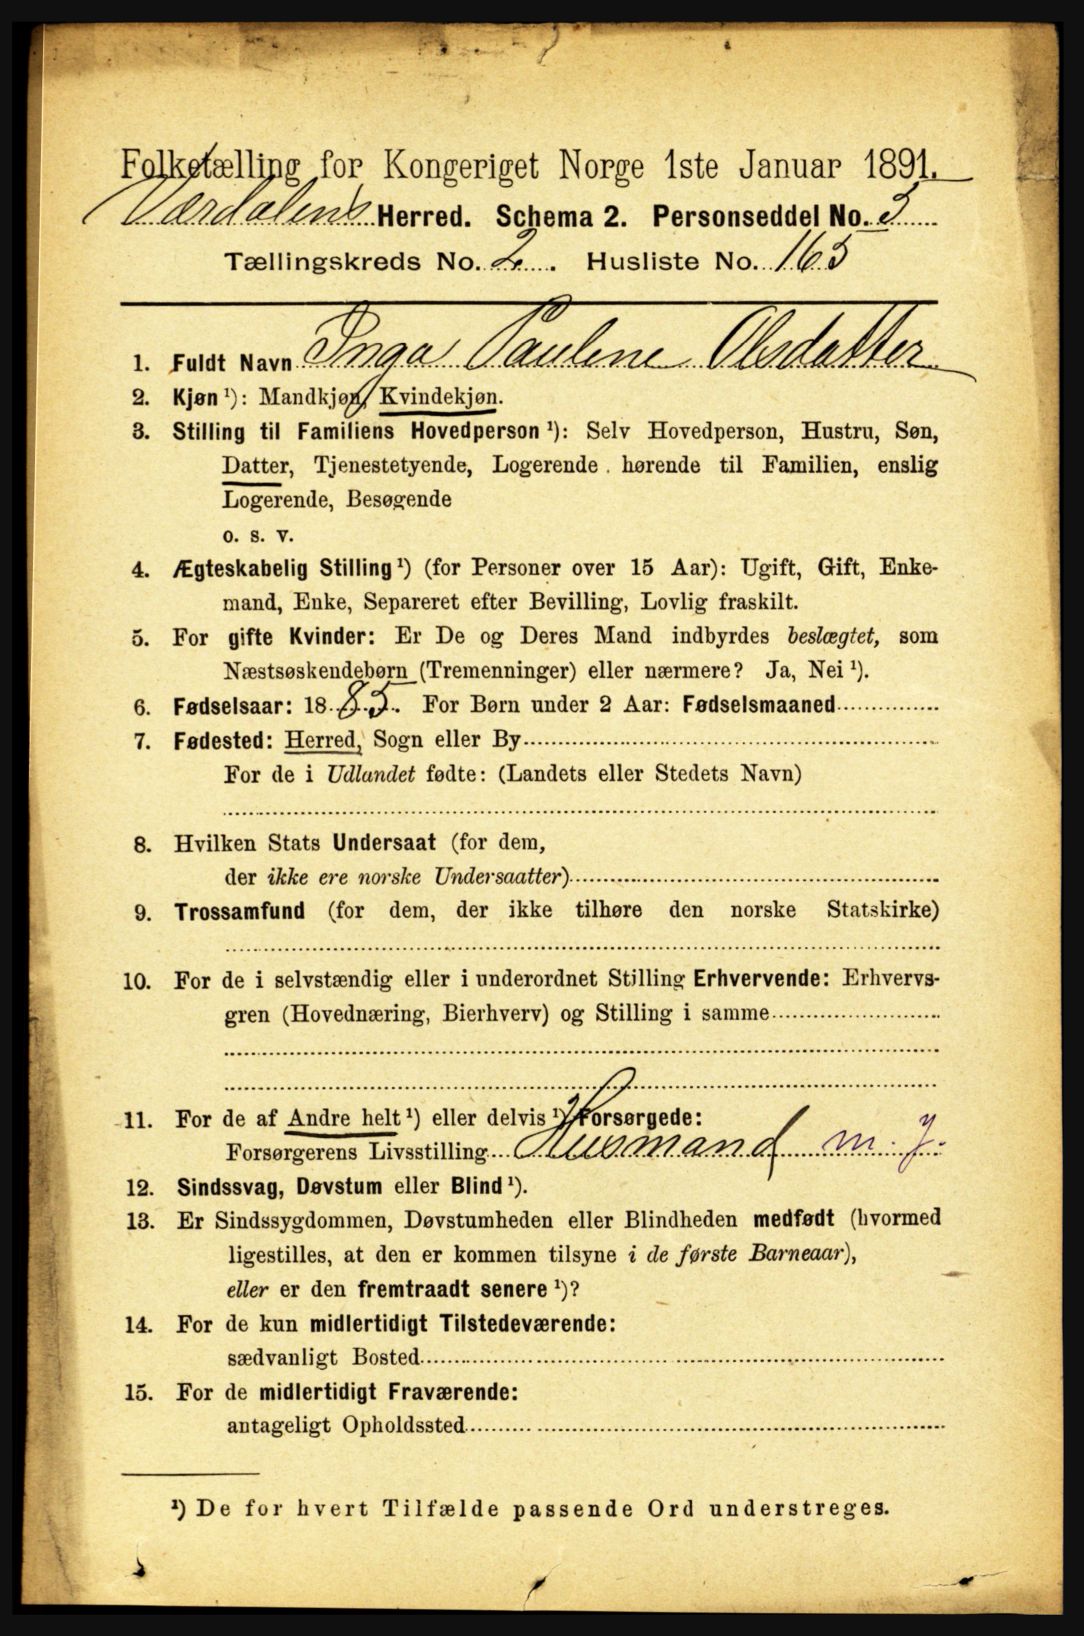 Folketælling for Kongeriget Norge 1ste Januar 1891.
Værdalens Herred. Schema 2. Personseddel No. 5
Tællingskreds No. 2. Husliste No. 165
1. Fuldt Navn Inga Pauline Olsdatter
2. Kjøn ¹): Mandkjøn, Kvindekjøn.
3. Stilling til Familiens Hovedperson ¹): Selv Hovedperson, Hustru, Søn,
Datter, Tjenestetyende, Logerende hørende til Familien, enslig
Logerende, Besøgende
o. s. v.
4. Ægteskabelig Stilling ¹) (for Personer over 15 Aar): Ugift, Gift, Enke-
mand, Enke, Separeret efter Bevilling, Lovlig fraskilt.
5. For gifte Kvinder: Er De og Deres Mand indbyrdes beslægtet, som
Næstsøskendebørn (Tremenninger) eller nærmere? Ja, Nei ¹).
6. Fødselsaar: 1885. For Børn under 2 Aar: Fødselsmaaned
7. Fødested: Herred, Sogn eller By
For de i Udlandet fødte: (Landets eller Stedets Navn)
8. Hvilken Stats Undersaat (for dem,
der ikke ere norske Undersaatter)
9. Trossamfund (for dem, der ikke tilhøre den norske Statskirke)
10. For de i selvstændig eller i underordnet Stilling Erhvervende: Erhvervs-
gren (Hovednæring, Bierhverv) og Stilling i samme
11. For de af Andre helt ¹) eller delvis ¹) Forsørgede:
Forsørgerens Livsstilling Husmand m. J.
12. Sindssvag, Døvstum eller Blind ¹).
13. Er Sindssygdommen, Døvstumheden eller Blindheden medfødt (hvormed
ligestilles, at den er kommen tilsyne i de første Barneaar),
eller er den fremtraadt senere ¹)?
14. For de kun midlertidigt Tilstedeværende:
sædvanligt Bosted
15. For de midlertidigt Fraværende:
antageligt Opholdssted
¹) De for hvert Tilfælde passende Ord understreges.